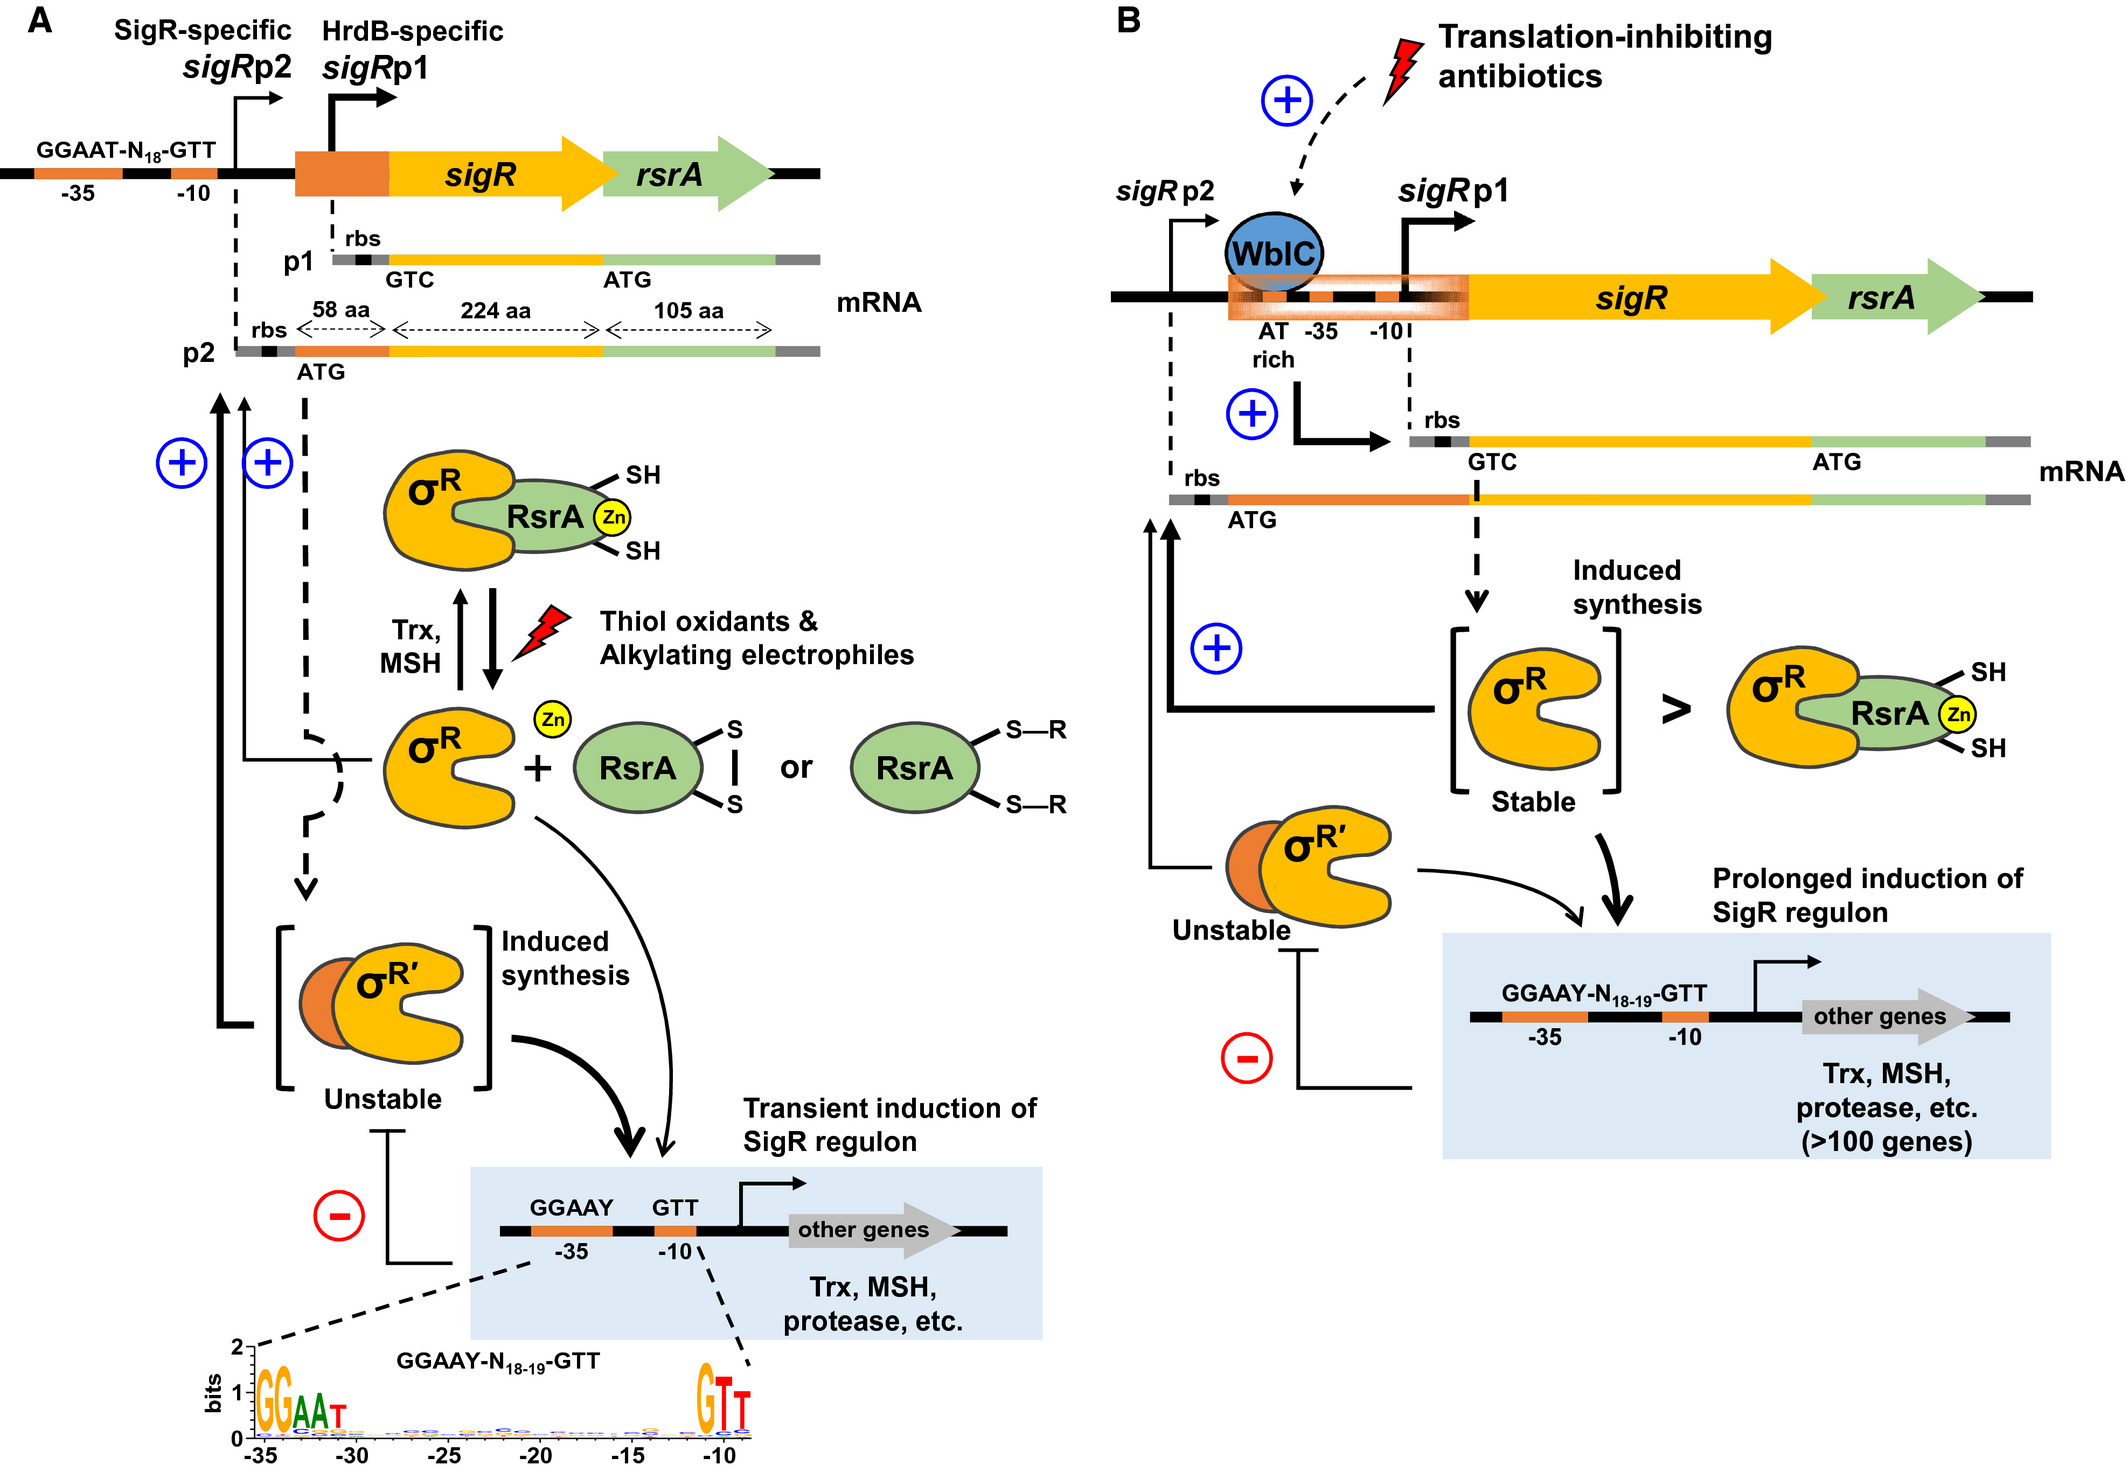 A
SigR-specific
sigRp2
HrdB-specific
sigRp1
GGAAT-N18-GTT
-35
-10
sigR
rsrA
rbs
p1
GTC
ATG
mRNA
58 aa
224 aa
105 aa
rbs
p2
ATG
+
+
σR
RsrA
Zn
SH
SH
Trx,
MSH
Thiol oxidants &
Alkylating electrophiles
σR
+
Zn
RsrA
S
S
or
RsrA
S—R
S—R
σR′
Induced
synthesis
Unstable
−
Transient induction of
SigR regulon
GGAAY
GTT
-35
-10
other genes
Trx, MSH,
protease, etc.
GGAAY-N18-19-GTT
bits
2
1
0
GGAAT
GTT
-35
-30
-25
-20
-15
-10
B
Translation-inhibiting
antibiotics
+
sigRp2
sigRp1
WblC
sigR
rsrA
AT
rich
-35
-10
+
rbs
GTC
ATG
mRNA
rbs
ATG
Induced
synthesis
+
σR
Stable
>
σR
RsrA
Zn
SH
SH
σR′
Unstable
−
Prolonged induction of
SigR regulon
GGAAY-N18-19-GTT
-35
-10
other genes
Trx, MSH,
protease, etc.
(>100 genes)